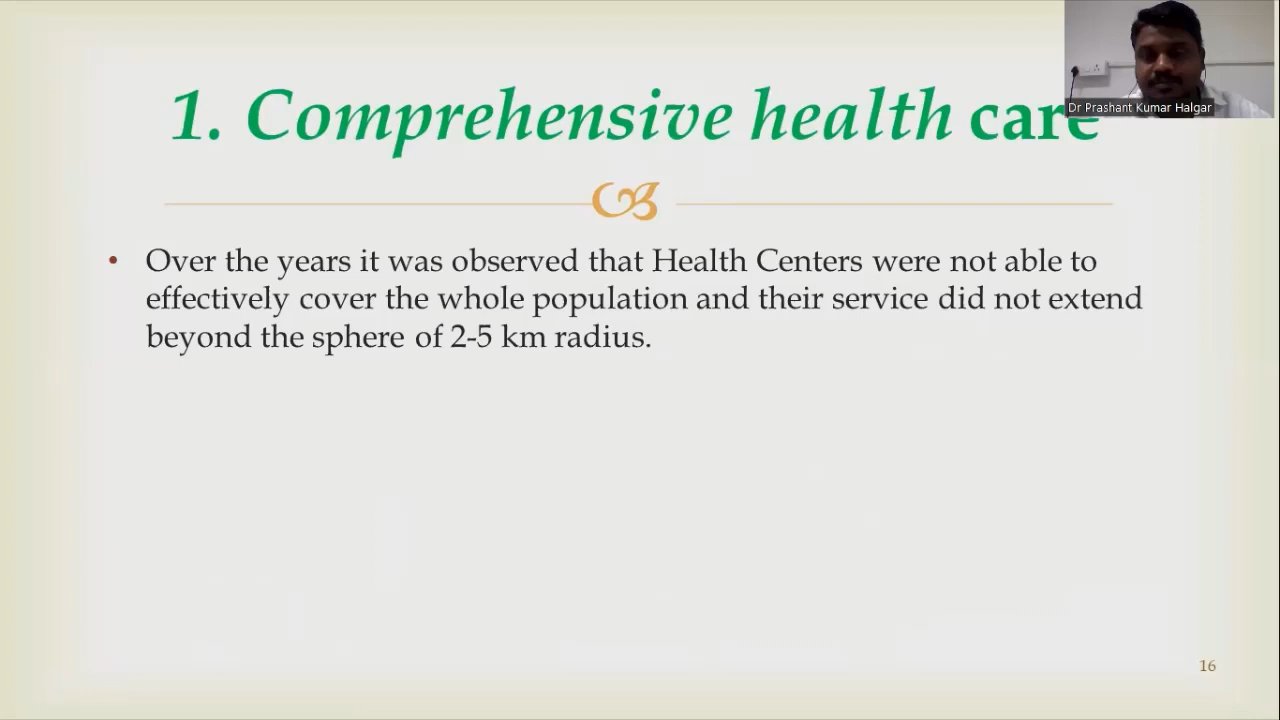 1. Comprehensive health care
Dr Prashant Kumar Halgar
• Over the years it was observed that Health Centers were not able to
effectively cover the whole population and their service did not extend
beyond the sphere of 2-5 km radius.
16